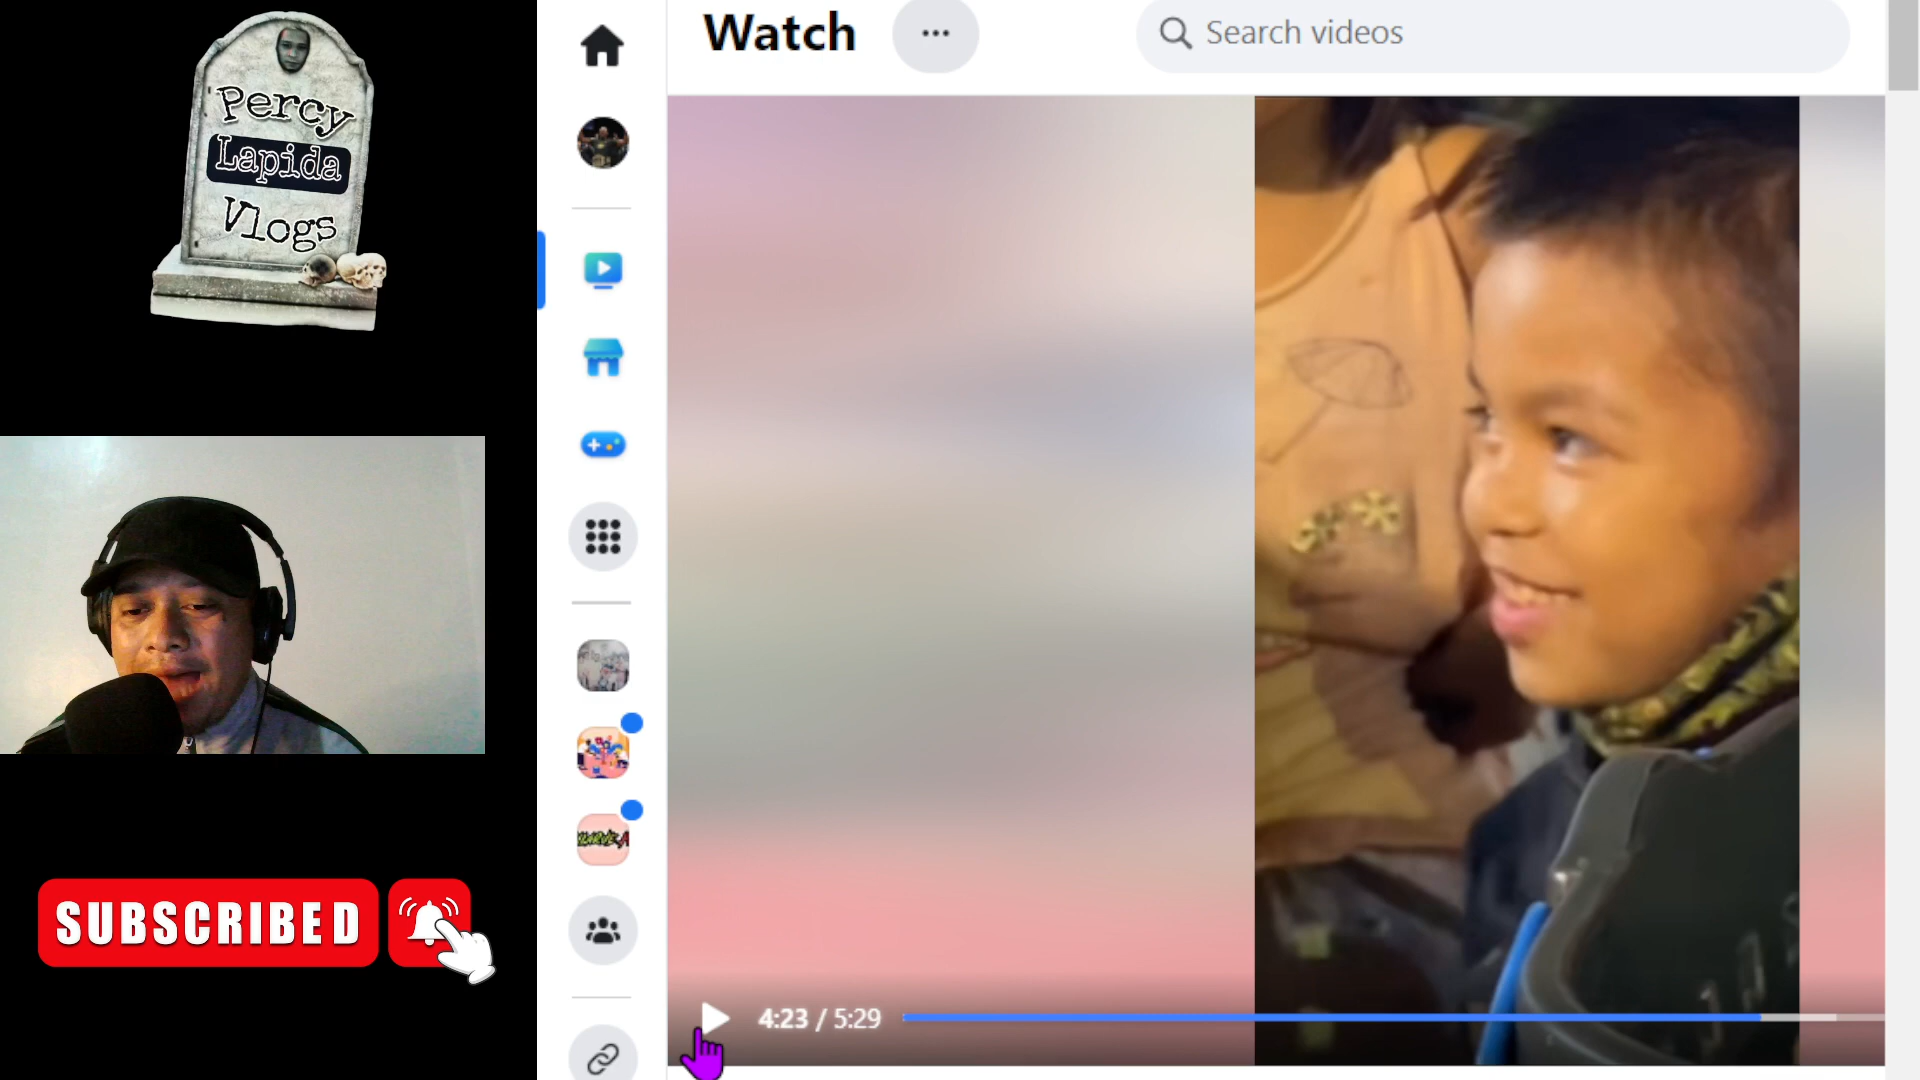 Percy
Lapida
Vlogs
SUBSCRIBED
Watch
Search videos
4:23 / 5:29